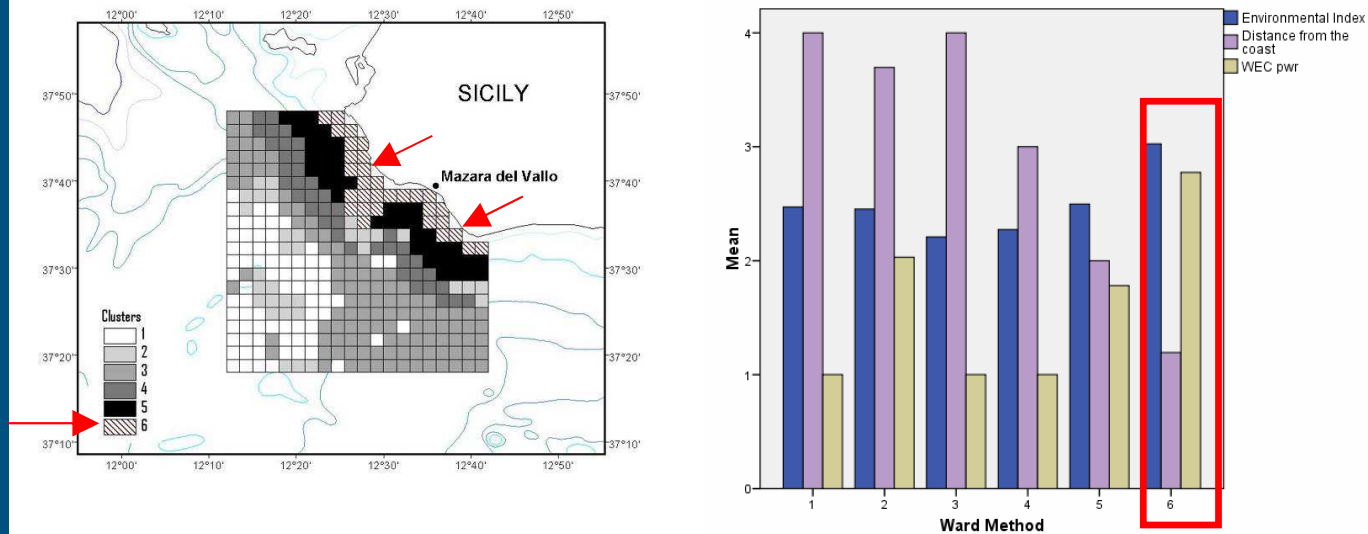 12°00' 12°10' 12°20' 12°30' 12°40' 12°50'
37°50' 37°50'
37°40' 37°40'
37°30' 37°30'
37°20' 37°20'
37°10' 37°10'
SICILY
Mazara del Vallo
Clusters
1
2
3
4
5
6
12°00' 12°10' 12°20' 12°30' 12°40' 12°50'
Environmental Index
Distance from the
coast
WEC pwr
Mean
4
3
2
1
0
1 2 3 4 5 6
Ward Method